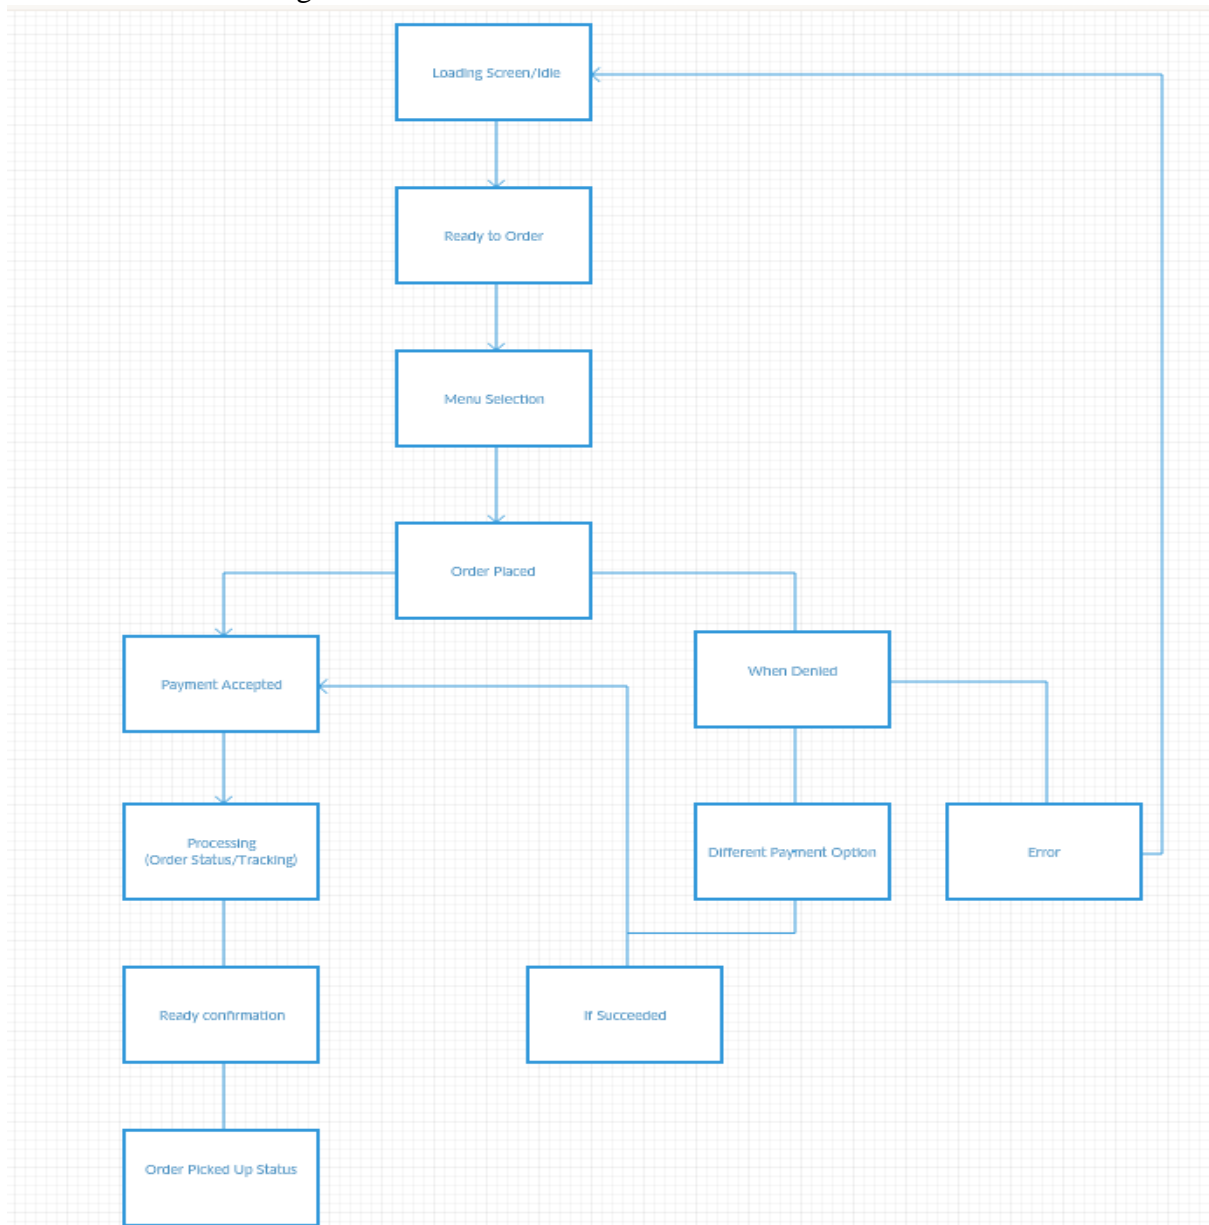 Loading Screen/Idle
Ready to Order
Menu Selection
Order Placed
Payment Accepted
When Denied
Processing
(Order Status/Tracking)
Different Payment Option
Error
Ready confirmation
If Succeeded
Order Picked Up Status